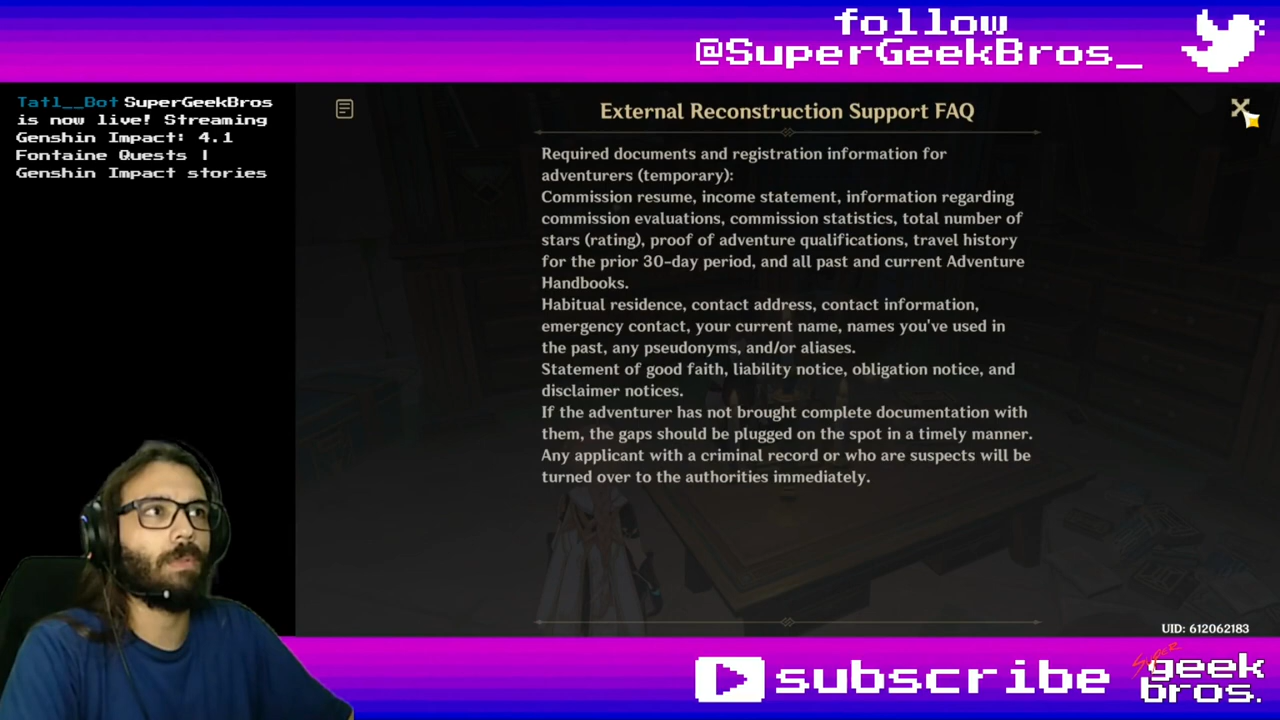 follow
@SuperGeekBros_
Tatl__Bot SuperGeekBros
is now live! Streaming
Genshin Impact: 4.1
Fontaine Quests |
Genshin Impact stories
External Reconstruction Support FAQ
Required documents and registration information for
adventurers (temporary):
Commission resume, income statement, information regarding
commission evaluations, commission statistics, total number of
stars (rating), proof of adventure qualifications, travel history
for the prior 30-day period, and all past and current Adventure
Handbooks.
Habitual residence, contact address, contact information,
emergency contact, your current name, names you've used in
the past, any pseudonyms, and/or aliases.
Statement of good faith, liability notice, obligation notice, and
disclaimer notices.
If the adventurer has not brought complete documentation with
them, the gaps should be plugged on the spot in a timely manner.
Any applicant with a criminal record or who are suspects will be
turned over to the authorities immediately.
UID: 612062183
subscribe
Super
geek
bros.